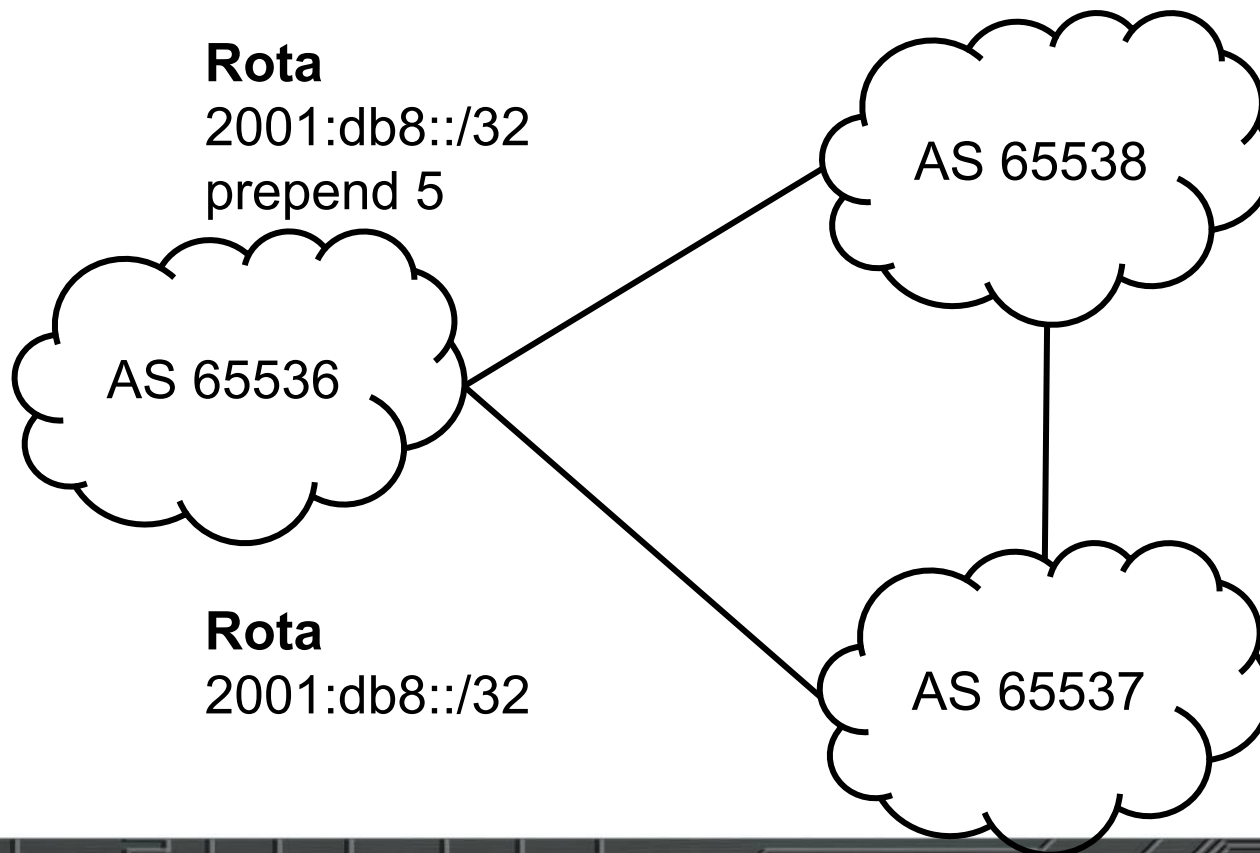 Rota
2001:db8::/32
prepend 5
AS 65538
AS 65536
Rota
2001:db8::/32
AS 65537